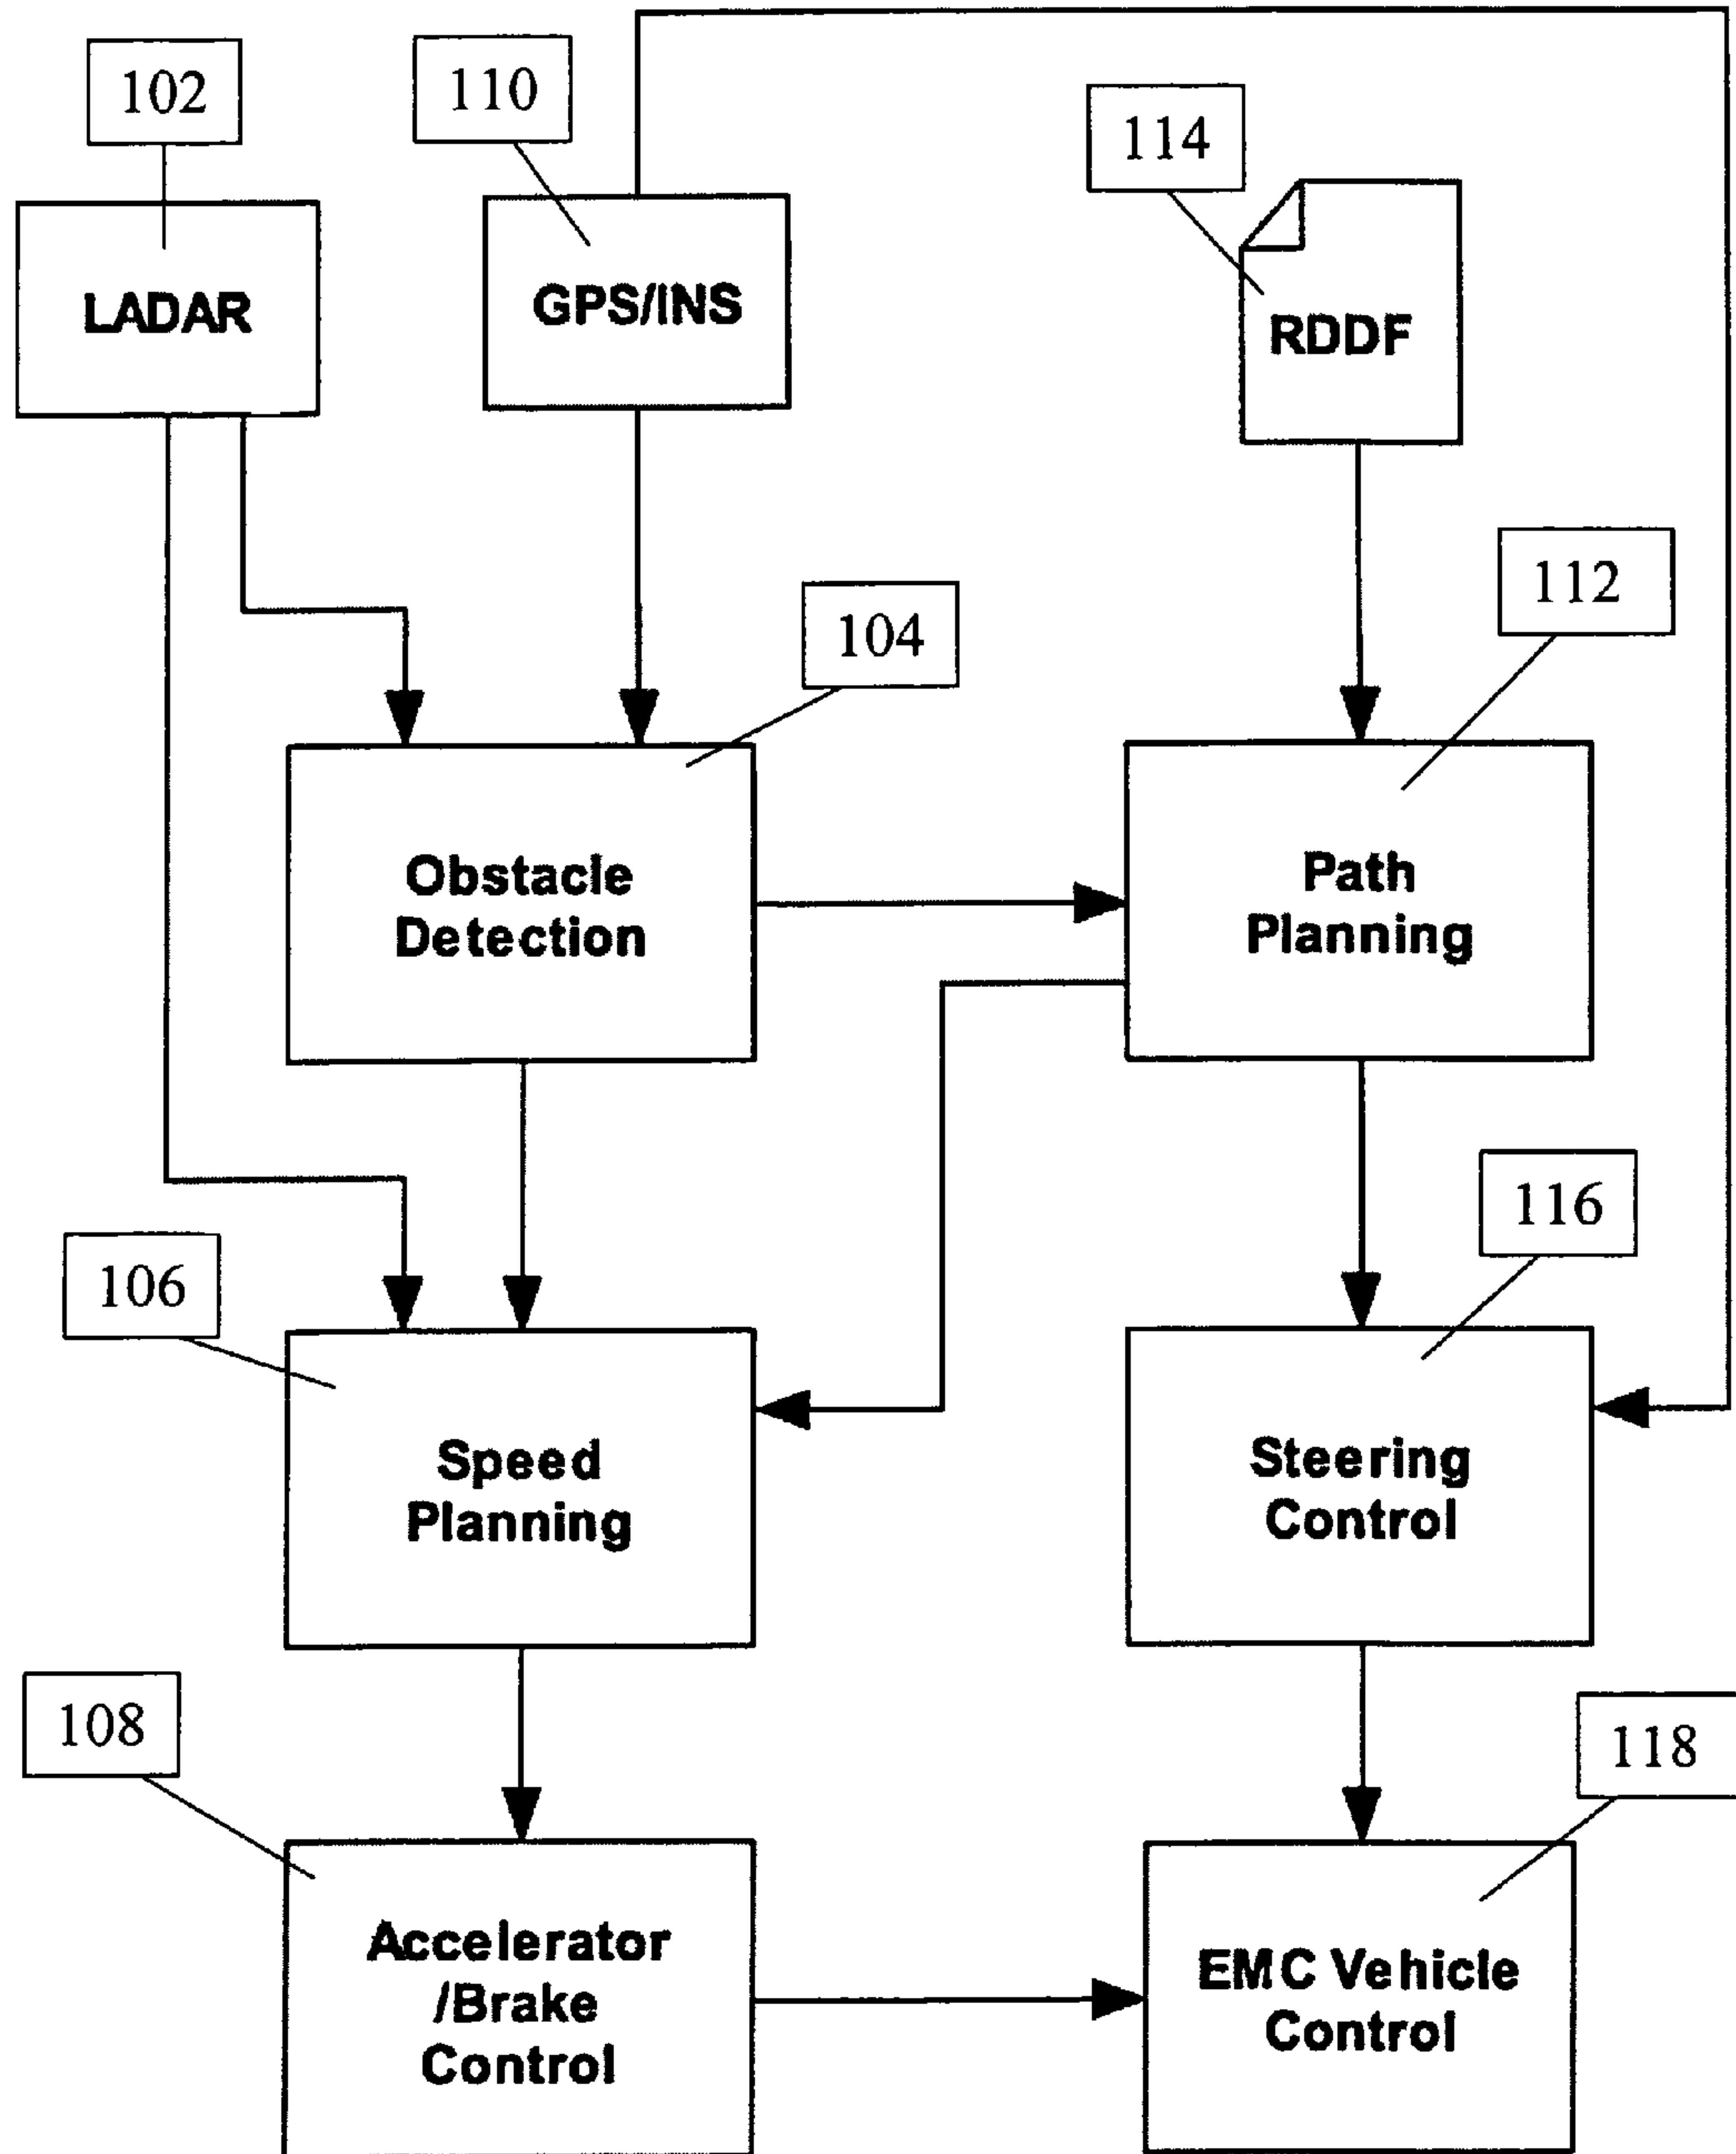 102
110
114
LADAR
GPS/INS
RDDF
112
104
Obstacle
Detection
Path
Planning
116
106
Speed
Planning
Steering
Control
108
118
Accelerator
/Brake
Control
EMC Vehicle
Control